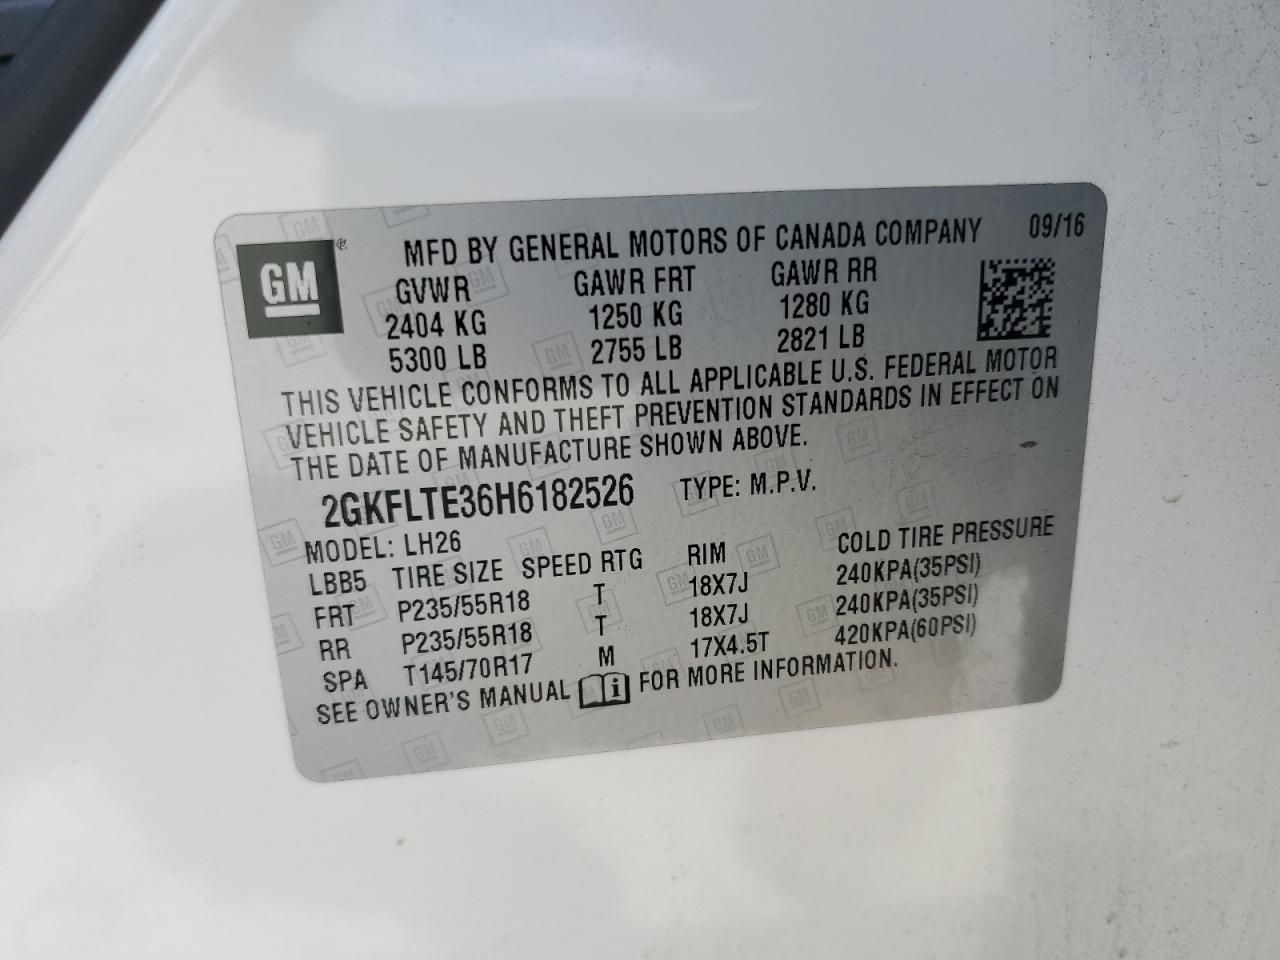 GM ® MFD BY GENERAL MOTORS OF CANADA COMPANY 09/16
GVWR GAWR FRT GAWR RR
2404 KG 1250 KG 1280 KG
5300 LB 2755 LB 2821 LB
THIS VEHICLE CONFORMS TO ALL APPLICABLE U.S. FEDERAL MOTOR
VEHICLE SAFETY AND THEFT PREVENTION STANDARDS IN EFFECT ON
THE DATE OF MANUFACTURE SHOWN ABOVE.
2GKFLTE36H6182526 TYPE: M.P.V.
MODEL: LH26
LBB5 TIRE SIZE SPEED RTG RIM COLD TIRE PRESSURE
FRT P235/55R18 T 18X7J 240KPA(35PSI)
RR P235/55R18 T 18X7J 240KPA(35PSI)
SPA T145/70R17 M 17X4.5T 420KPA(60PSI)
SEE OWNER'S MANUAL i FOR MORE INFORMATION.